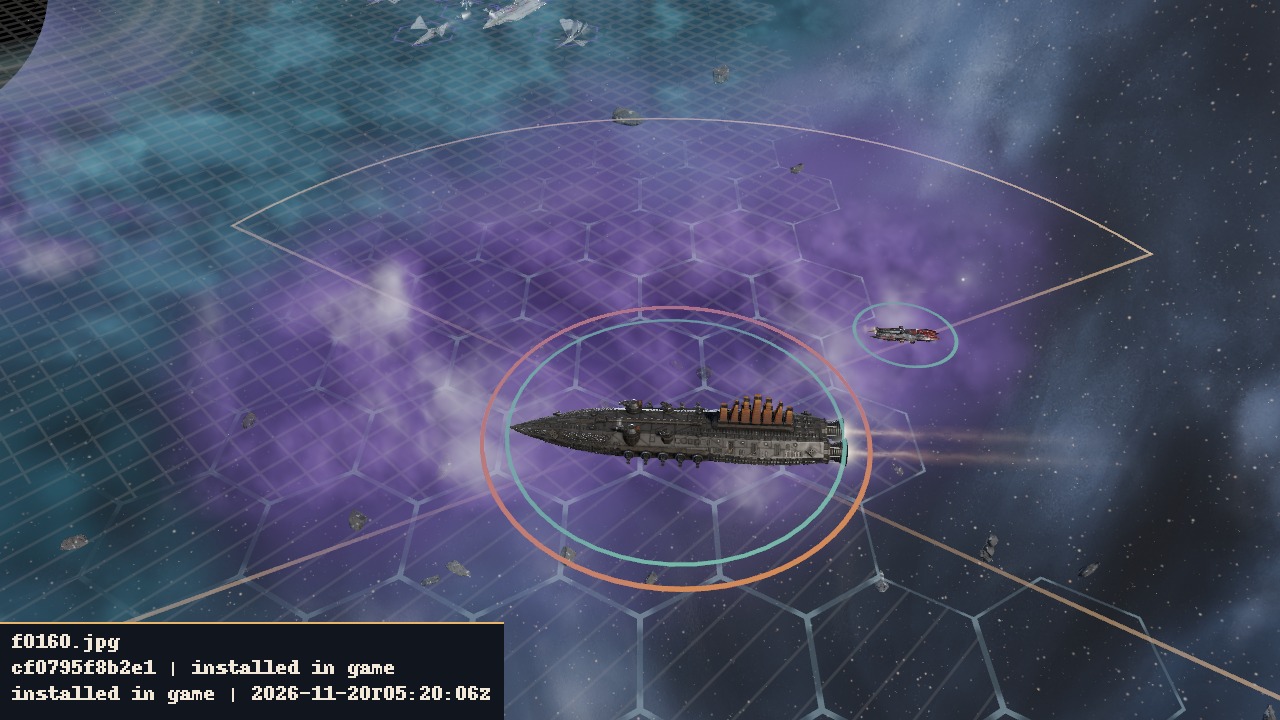 f0160.jpg
cf0795f8b2e1 | installed in game
installed in game | 2026-11-20T05:20:06Z